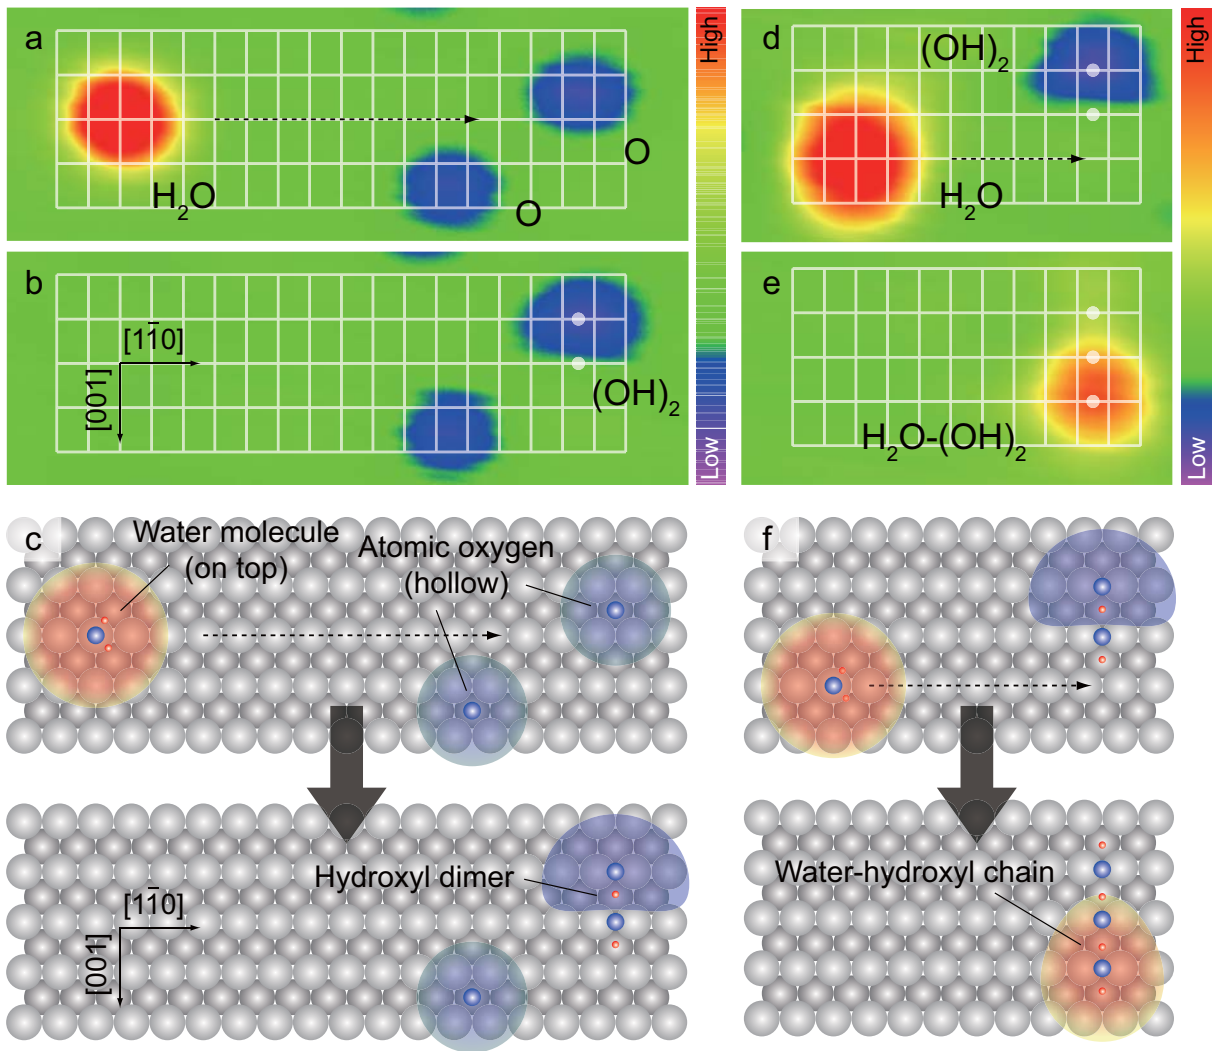 a
H₂O
O
O
High
Low
b
[11̄0]
[001]
(OH)₂
d
(OH)₂
H₂O
High
Low
e
H₂O-(OH)₂
c
Water molecule
(on top)
Atomic oxygen
(hollow)
Hydroxyl dimer
[11̄0]
[001]
f
Water-hydroxyl chain